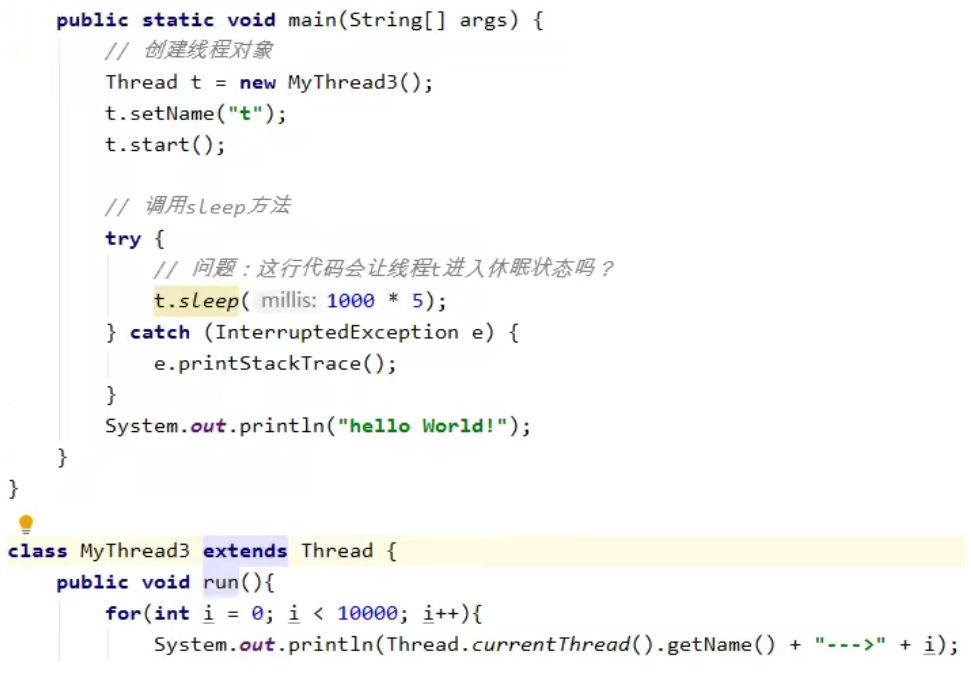 public static void main(String[] args) {
// 创建线程对象
Thread t = new MyThread3();
t.setName("t");
t.start();
// 调用sleep方法
try {
// 问题：这行代码会让线程t进入休眠状态吗？
t.sleep( millis: 1000 * 5);
} catch (InterruptedException e) {
e.printStackTrace();
}
System.out.println("hello World!");
}
}
class MyThread3 extends Thread {
public void run(){
for(int i = 0; i < 10000; i++){
System.out.println(Thread.currentThread().getName() + "--->" + i);